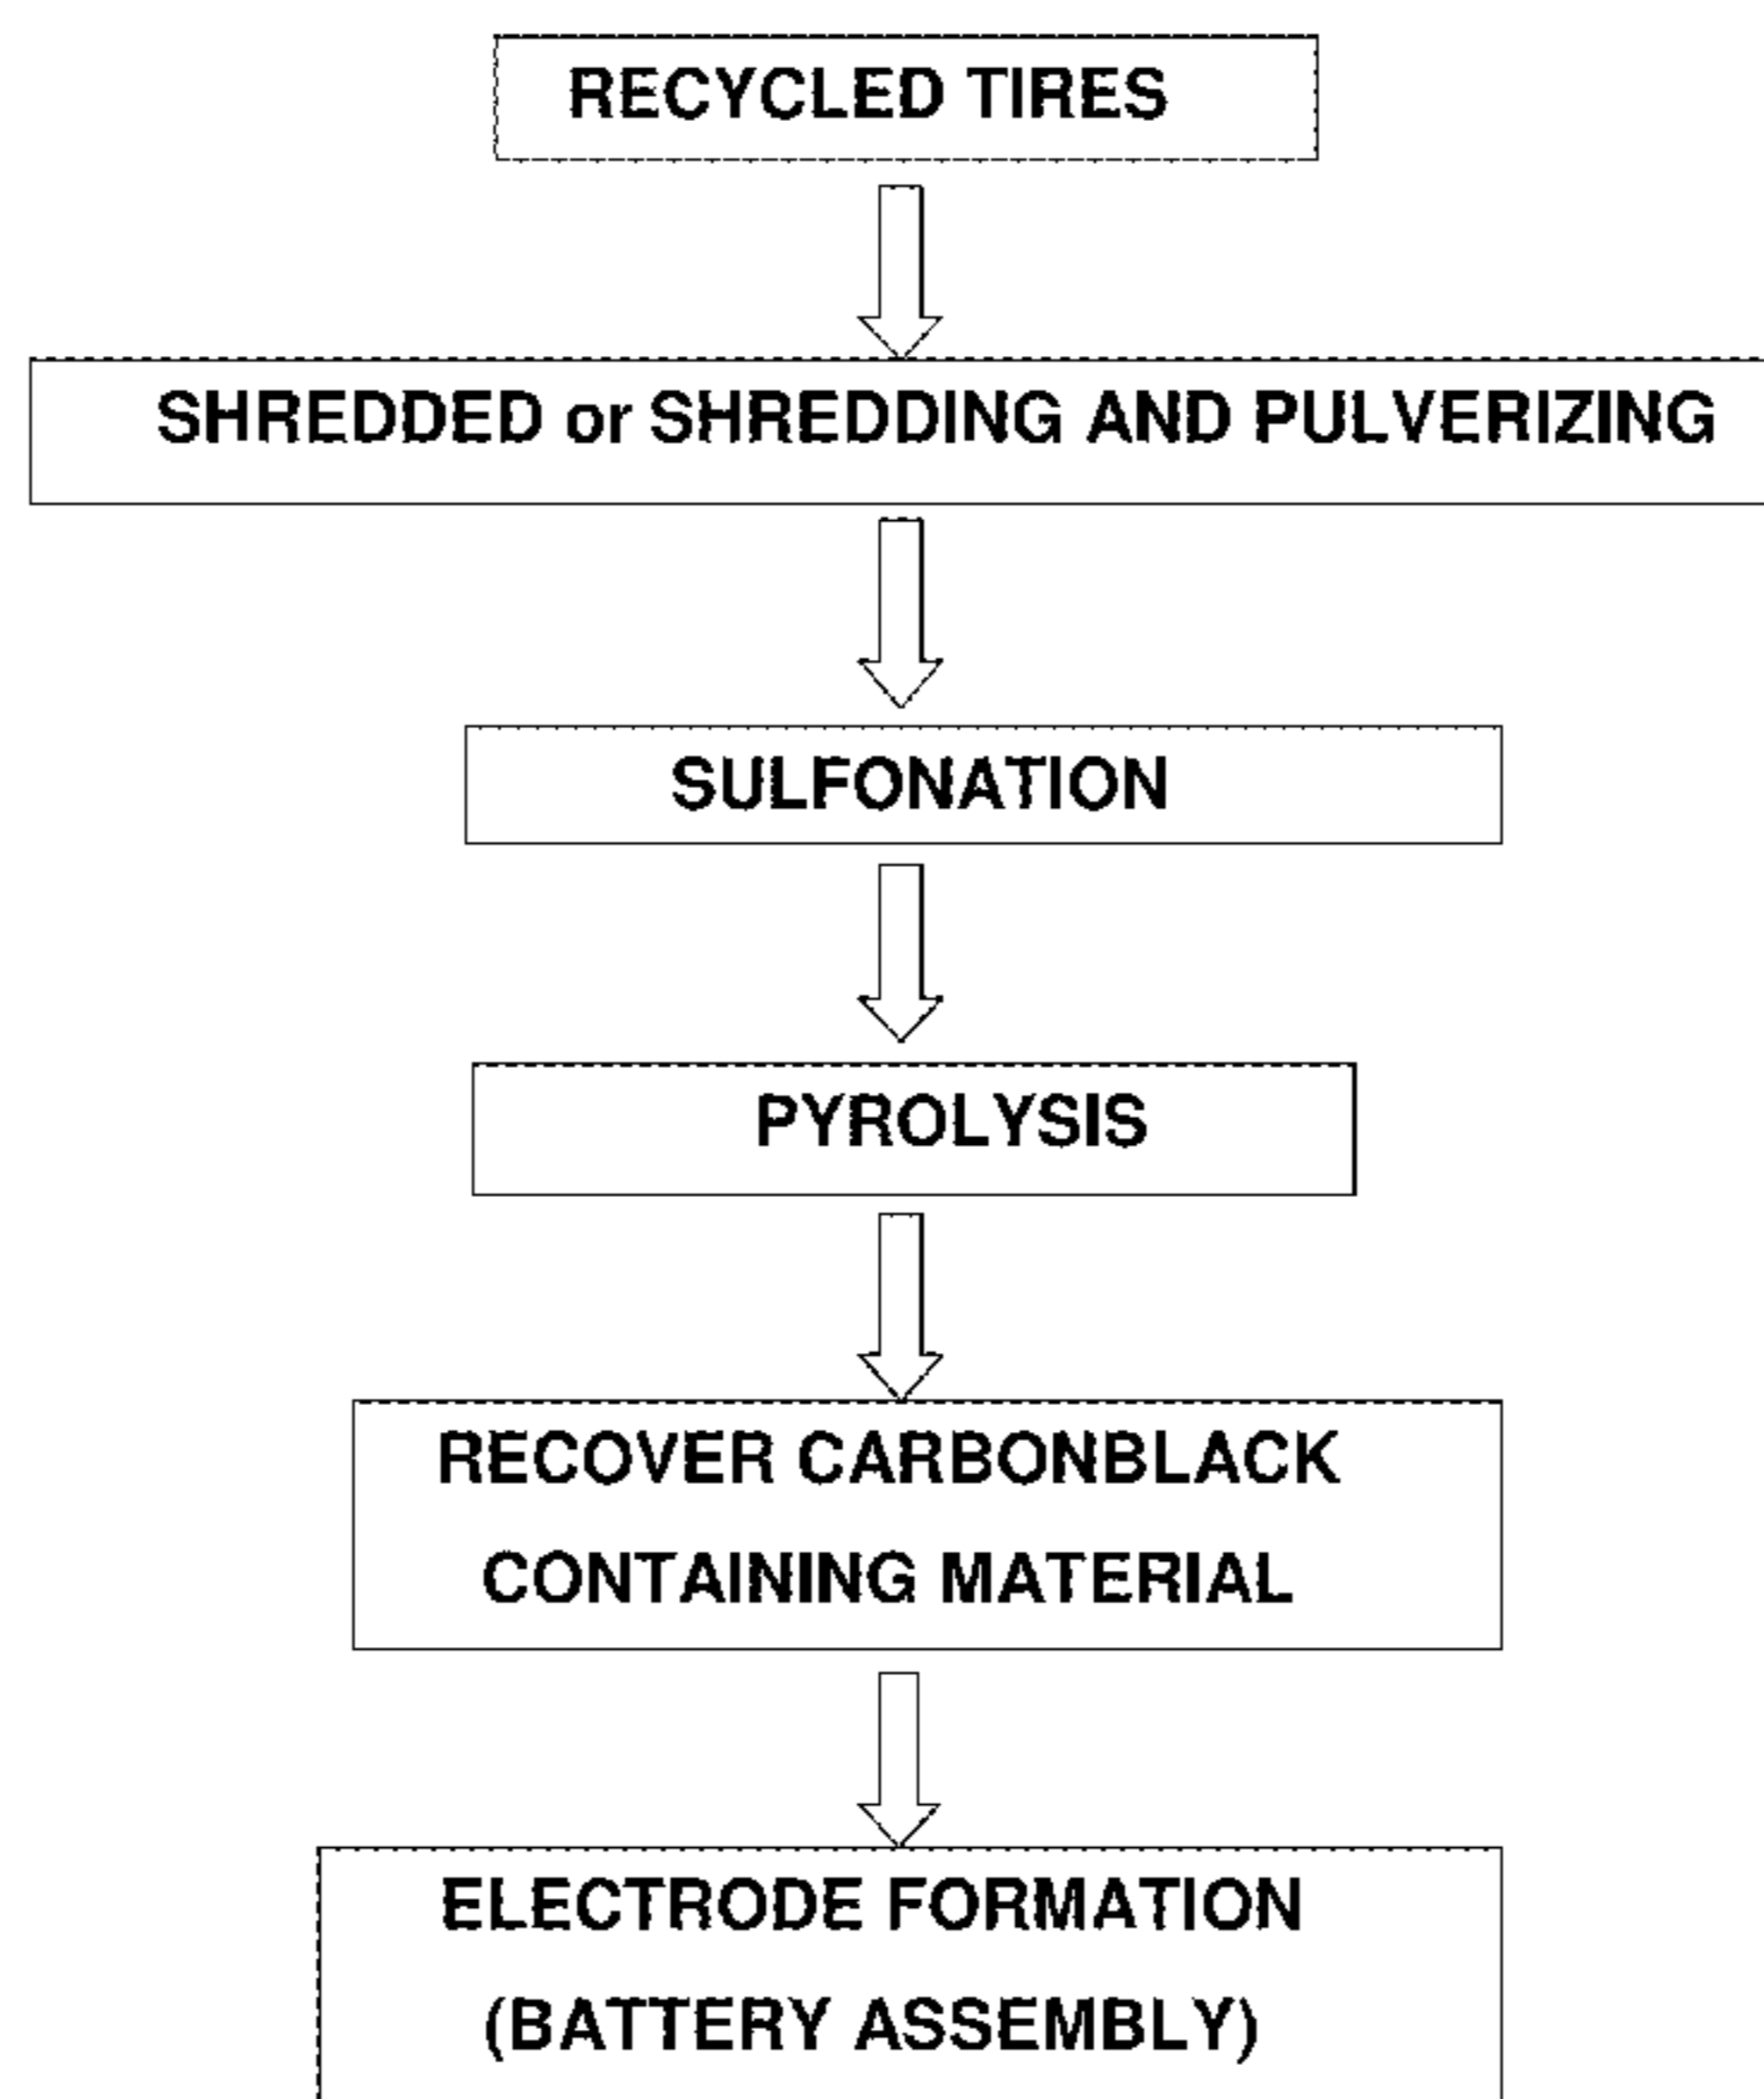 RECYCLED TIRES
SHREDDED or SHREDDING AND PULVERIZING
SULFONATION
PYROLYSIS
RECOVER CARBONBLACK
CONTAINING MATERIAL
ELECTRODE FORMATION
(BATTERY ASSEMBLY)